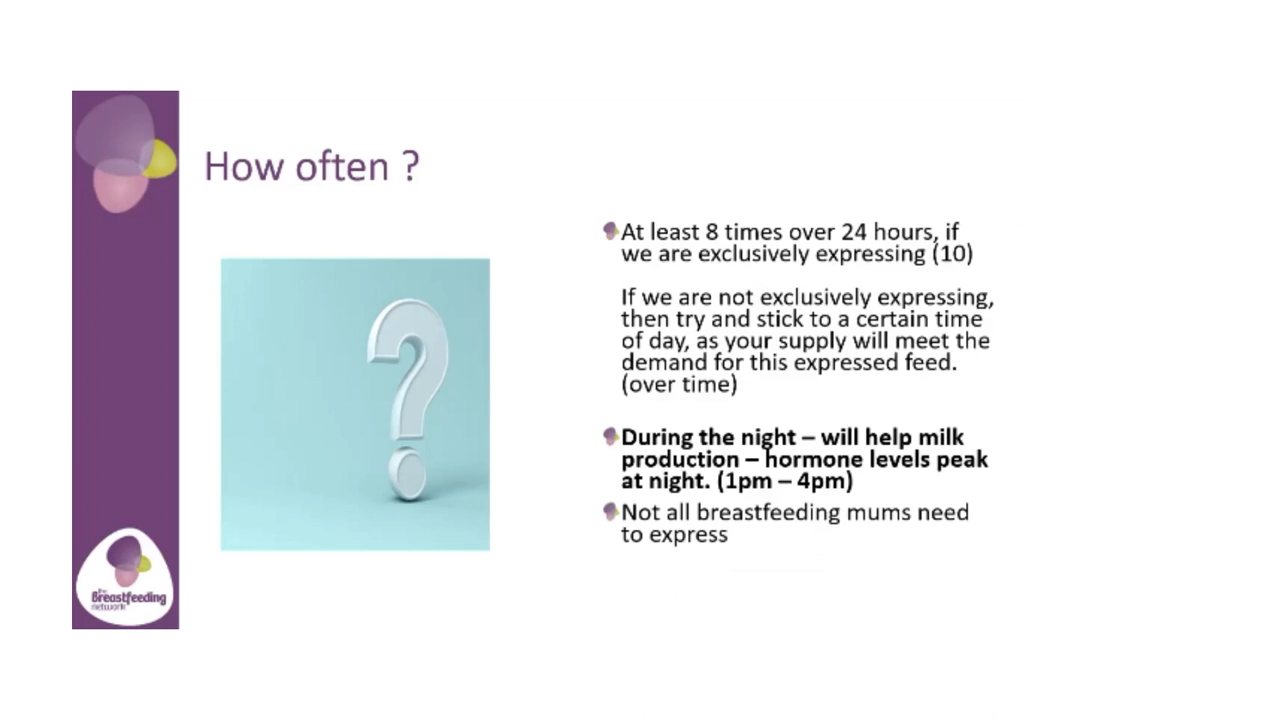 How often ?
At least 8 times over 24 hours, if
we are exclusively expressing (10)
If we are not exclusively expressing,
then try and stick to a certain time
of day, as your supply will meet the
demand for this expressed feed.
(over time)
During the night – will help milk
production – hormone levels peak
at night. (1pm – 4pm)
Not all breastfeeding mums need
to express
the
Breastfeeding
network